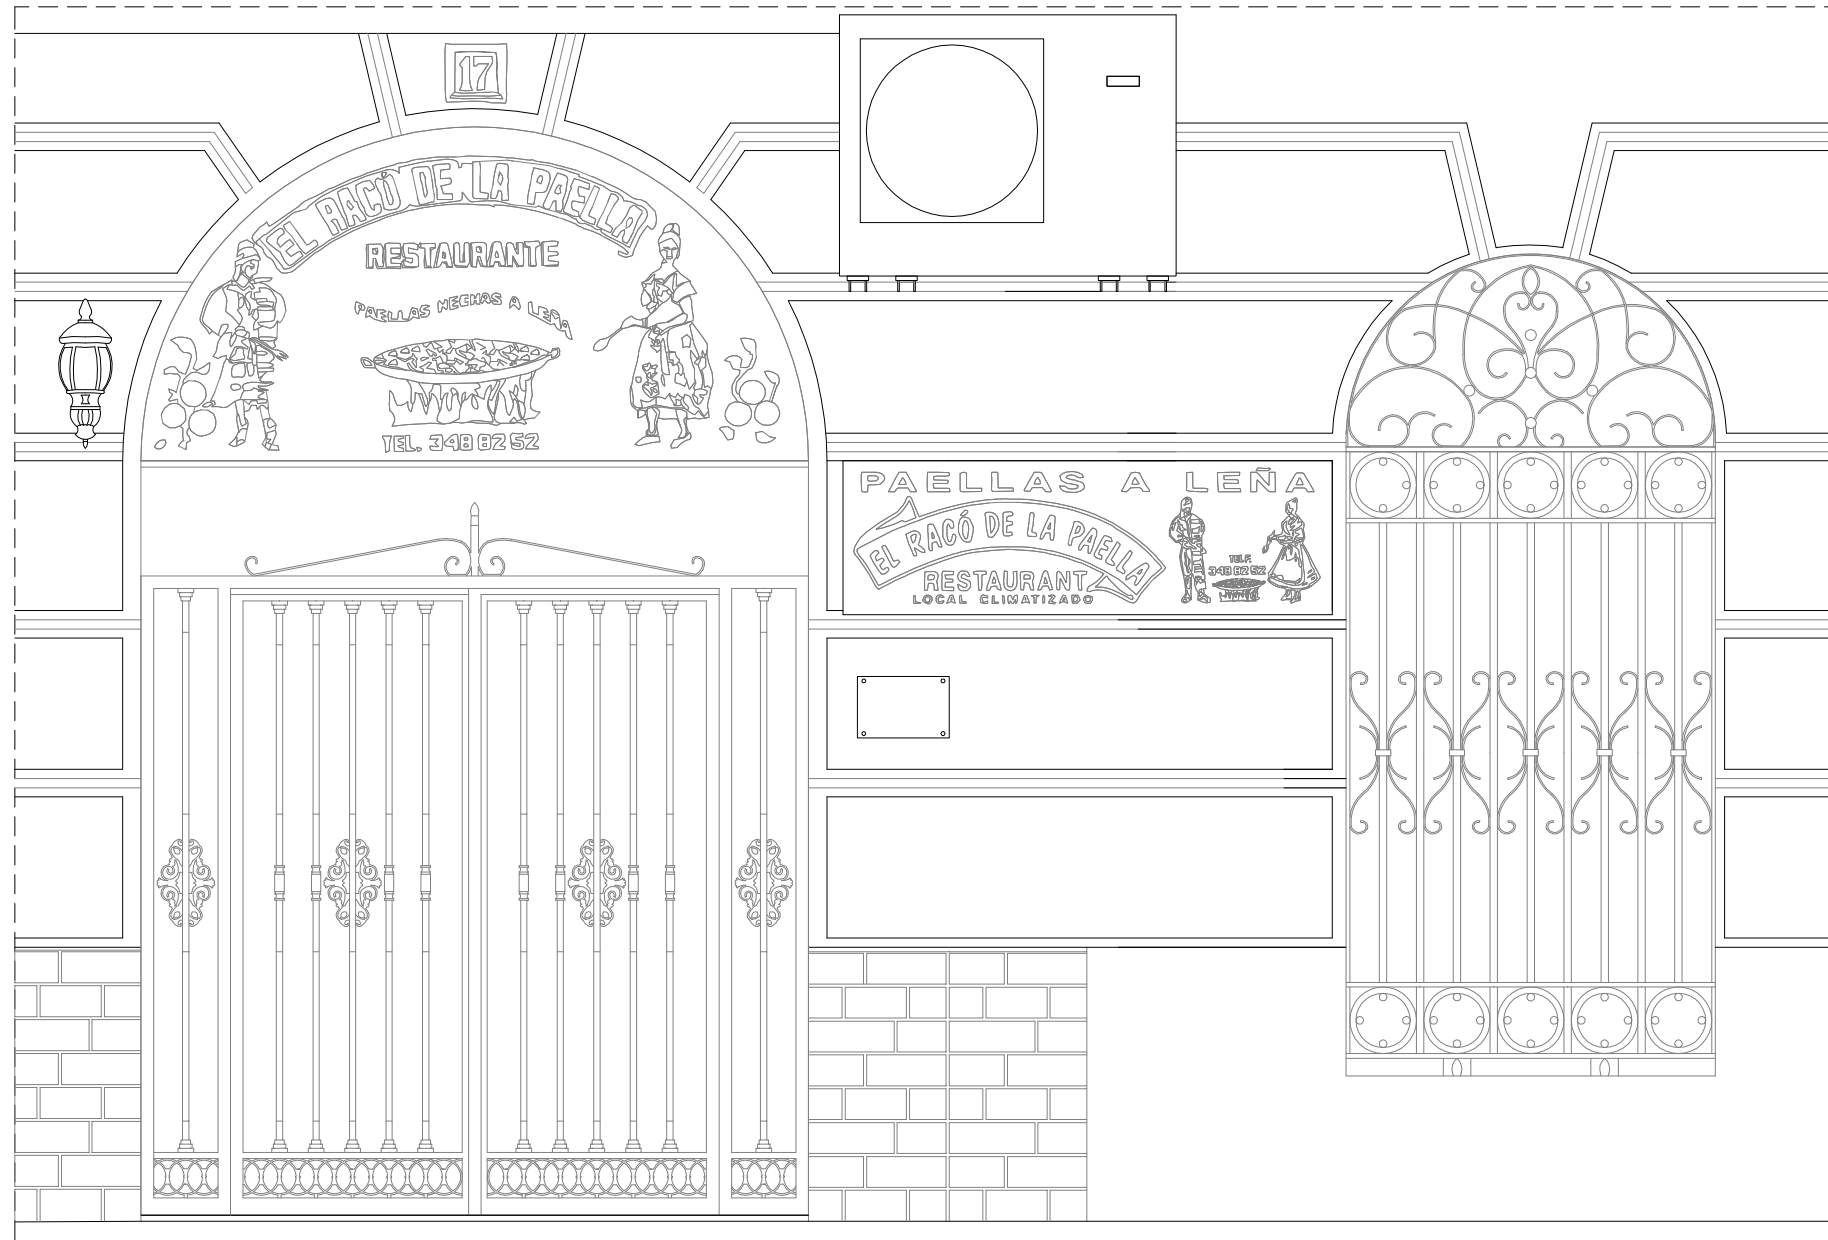 17
EL RACÓ DE LA PAELLA
RESTAURANTE
PAELLAS HECHAS A LEÑA
TEL. 348 82 52
PAELLAS A LEÑA
EL RACÓ DE LA PAELLA
RESTAURANT
LOCAL CLIMATIZADO
TELF.
348 82 52